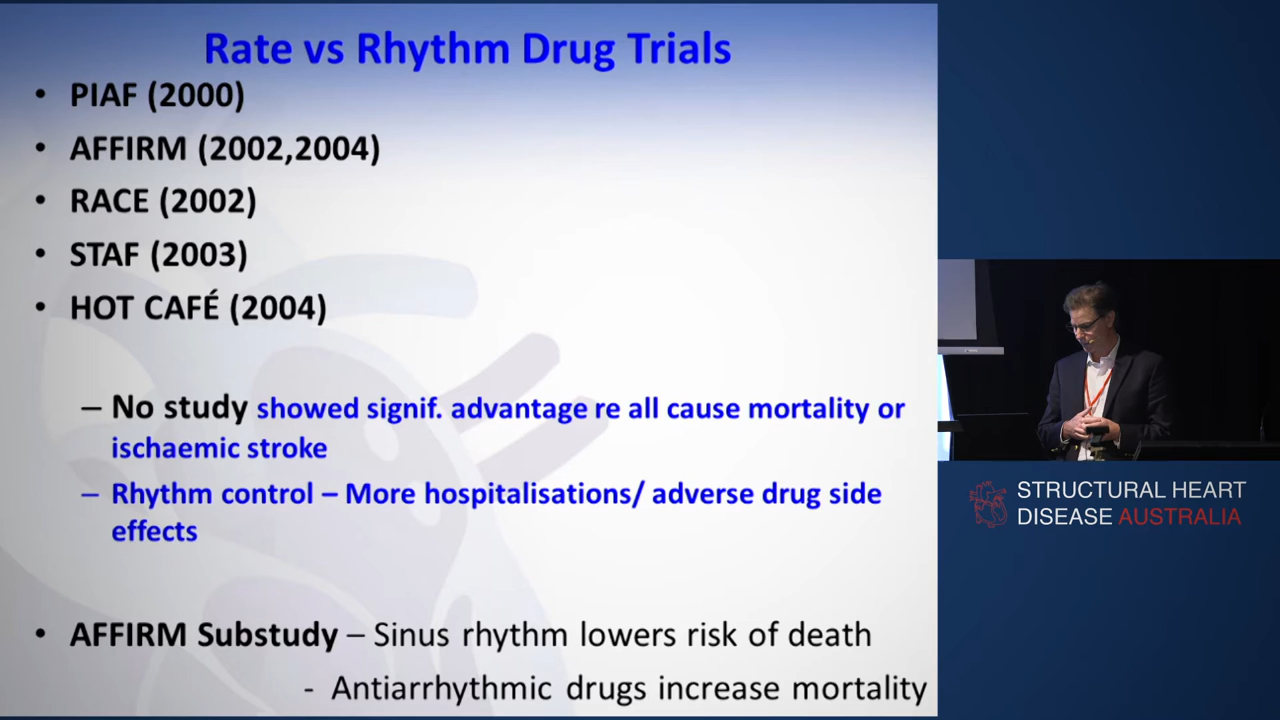 Rate vs Rhythm Drug Trials
• PIAF (2000)
• AFFIRM (2002,2004)
• RACE (2002)
• STAF (2003)
• HOT CAFÉ (2004)
– No study showed signif. advantage re all cause mortality or
ischaemic stroke
– Rhythm control – More hospitalisations/ adverse drug side
effects
• AFFIRM Substudy – Sinus rhythm lowers risk of death
- Antiarrhythmic drugs increase mortality
STRUCTURAL HEART
DISEASE AUSTRALIA